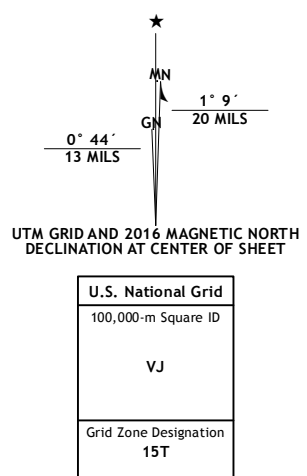 MN
1° 9´
20 MILS
GN
0° 44´
13 MILS
UTM GRID AND 2016 MAGNETIC NORTH
DECLINATION AT CENTER OF SHEET
U.S. National Grid
100,000-m Square ID
VJ
Grid Zone Designation
15T